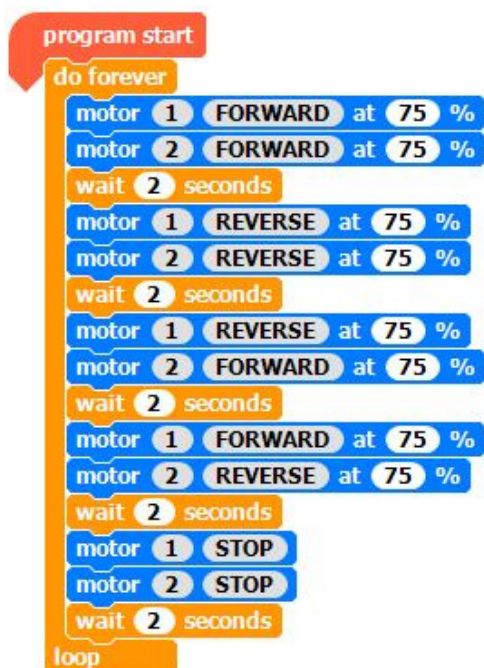 program start
do forever
motor 1 FORWARD at 75 %
motor 2 FORWARD at 75 %
wait 2 seconds
motor 1 REVERSE at 75 %
motor 2 REVERSE at 75 %
wait 2 seconds
motor 1 REVERSE at 75 %
motor 2 FORWARD at 75 %
wait 2 seconds
motor 1 FORWARD at 75 %
motor 2 REVERSE at 75 %
wait 2 seconds
motor 1 STOP
motor 2 STOP
wait 2 seconds
loop